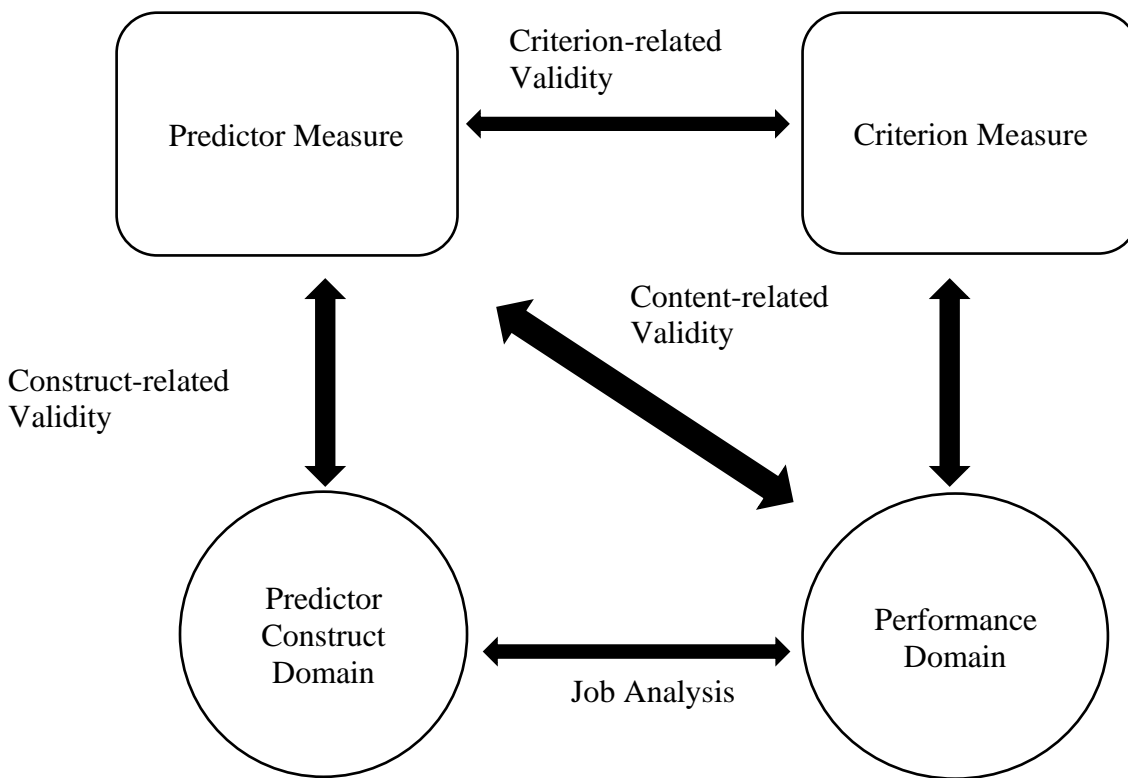 Criterion-related
Validity
Predictor Measure
Criterion Measure
Content-related
Validity
Construct-related
Validity
Predictor
Construct
Domain
Performance
Domain
Job Analysis